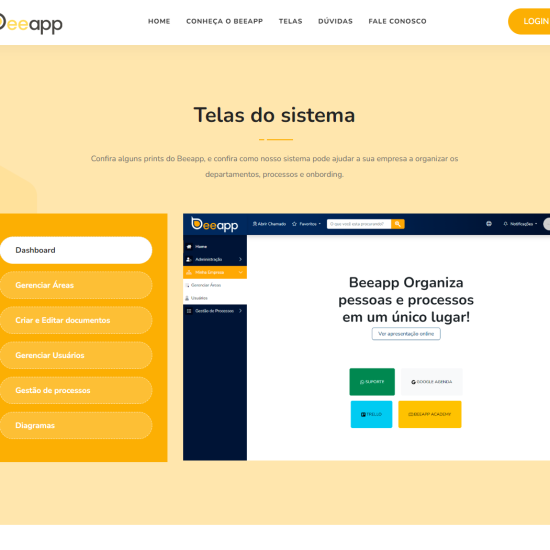 Beeapp
HOME
CONHEÇA O BEEAPP
TELAS
DÚVIDAS
FALE CONOSCO
LOGIN
Telas do sistema
Confira alguns prints do Beeapp, e confira como nosso sistema pode ajudar a sua empresa a organizar os
departamentos, processos e onbording.
Dashboard
Gerenciar Áreas
Criar e Editar documentos
Gerenciar Usuários
Gestão de processos
Diagramas
Beeapp
Abrir Chamado
Favoritos
O que você esta procurando?
Notificações
Home
Administração
Minha Empresa
Gerenciar Áreas
Usuários
Gestão de Processos
Beeapp Organiza
pessoas e processos
em um único lugar!
Ver apresentação online
SUPORTE
GOOGLE AGENDA
TRELLO
BEEAPP ACADEMY